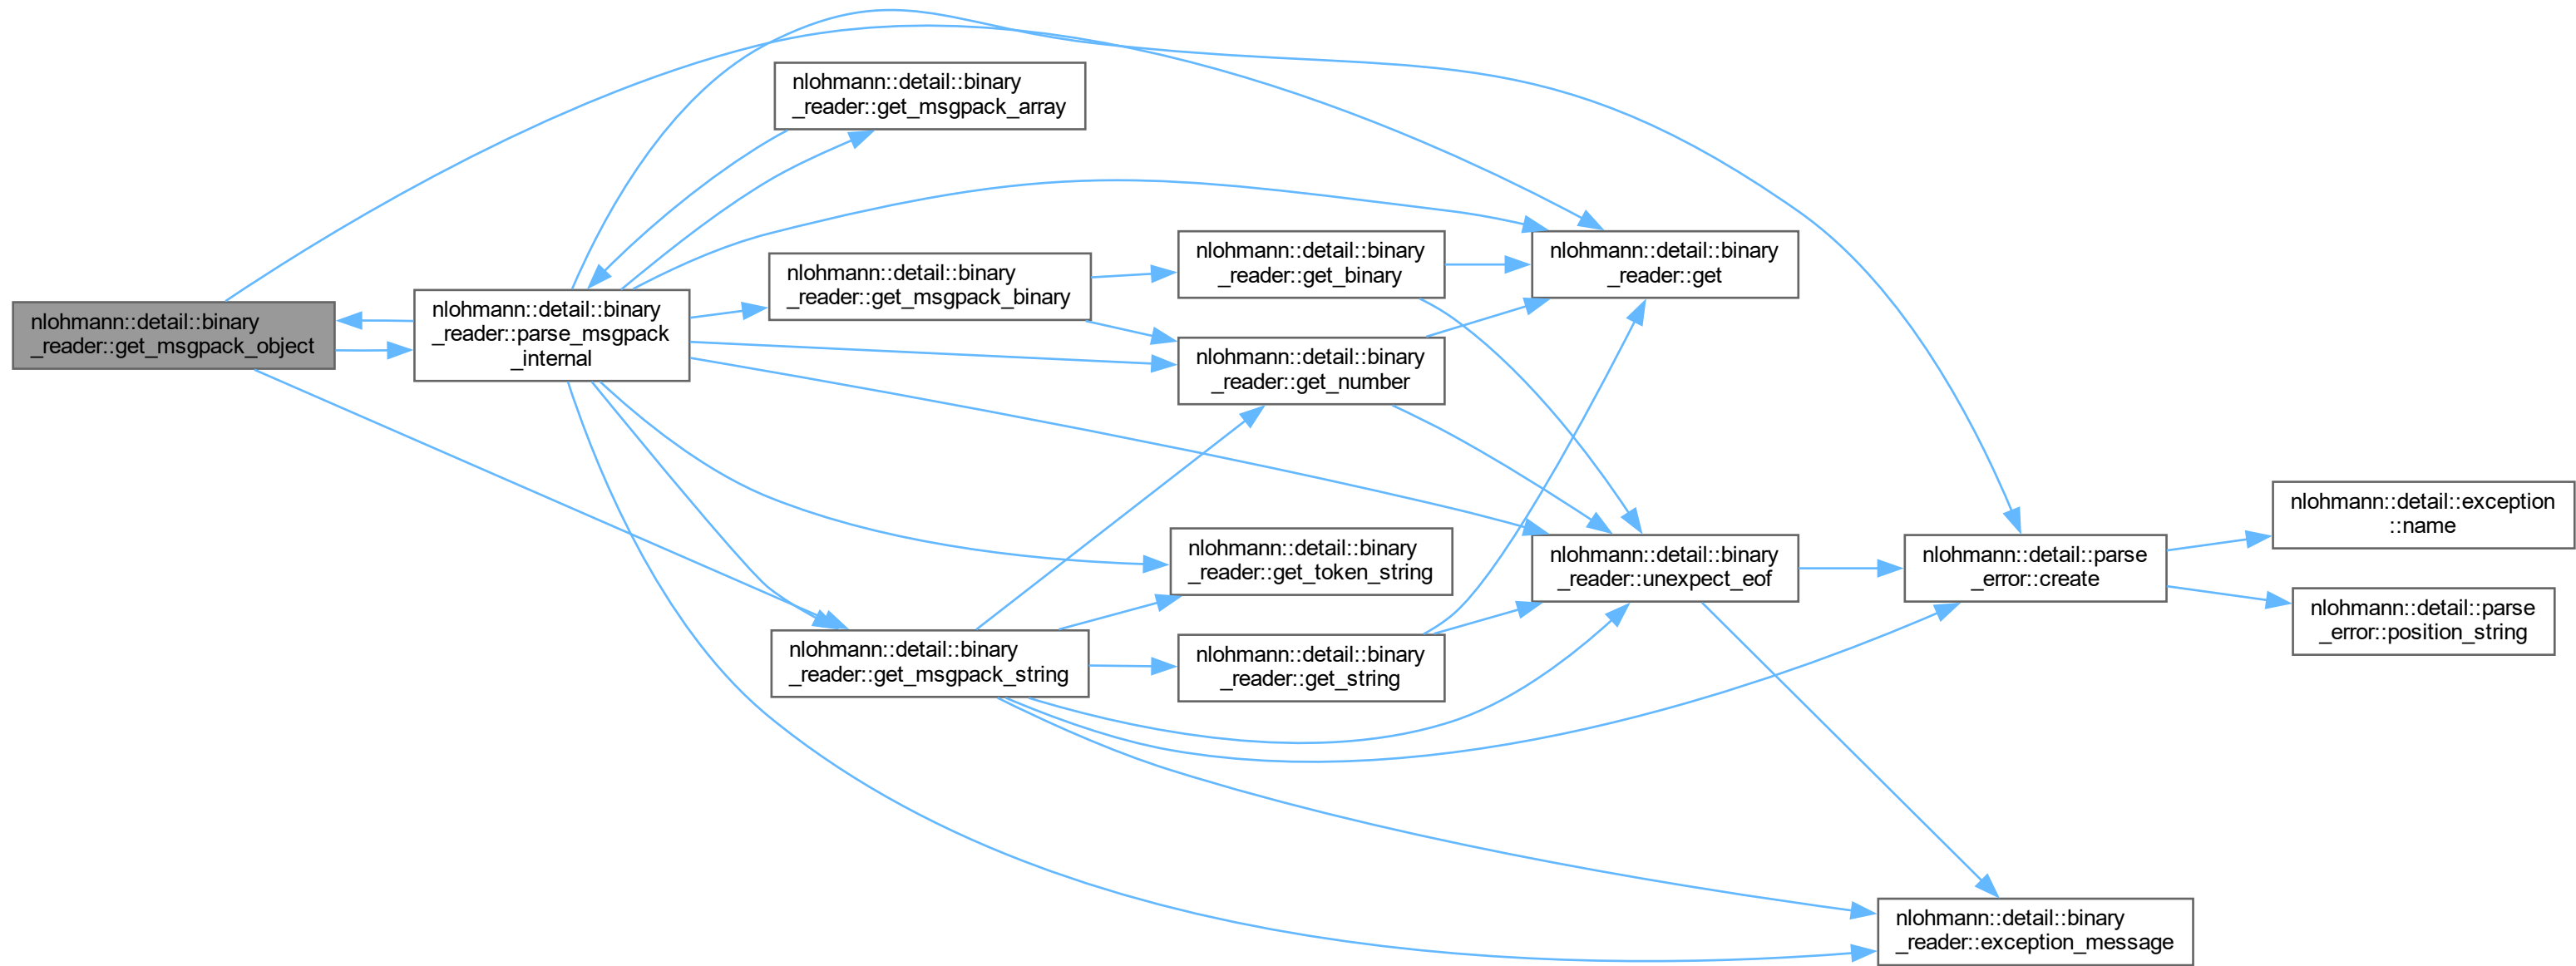 nlohmann::detail::binary
_reader::get_msgpack_object
nlohmann::detail::binary
_reader::parse_msgpack
_internal
nlohmann::detail::binary
_reader::get_msgpack_array
nlohmann::detail::binary
_reader::get_msgpack_binary
nlohmann::detail::binary
_reader::get_msgpack_string
nlohmann::detail::binary
_reader::get_binary
nlohmann::detail::binary
_reader::get_number
nlohmann::detail::binary
_reader::get_token_string
nlohmann::detail::binary
_reader::get_string
nlohmann::detail::binary
_reader::get
nlohmann::detail::binary
_reader::unexpect_eof
nlohmann::detail::parse
_error::create
nlohmann::detail::binary
_reader::exception_message
nlohmann::detail::exception
::name
nlohmann::detail::parse
_error::position_string